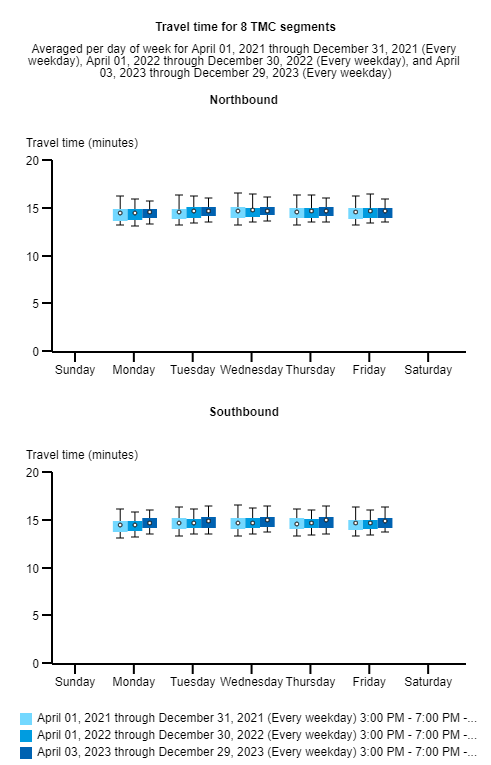 Travel time for 8 TMC segments
Averaged per day of week for April 01, 2021 through December 31, 2021 (Every
weekday), April 01, 2022 through December 30, 2022 (Every weekday), and April
03, 2023 through December 29, 2023 (Every weekday)
Northbound
Travel time (minutes)
20
15
10
5
0
Sunday Monday Tuesday Wednesday Thursday Friday Saturday
Southbound
Travel time (minutes)
20
15
10
5
0
Sunday Monday Tuesday Wednesday Thursday Friday Saturday
April 01, 2021 through December 31, 2021 (Every weekday) 3:00 PM - 7:00 PM -...
April 01, 2022 through December 30, 2022 (Every weekday) 3:00 PM - 7:00 PM -...
April 03, 2023 through December 29, 2023 (Every weekday) 3:00 PM - 7:00 PM -...